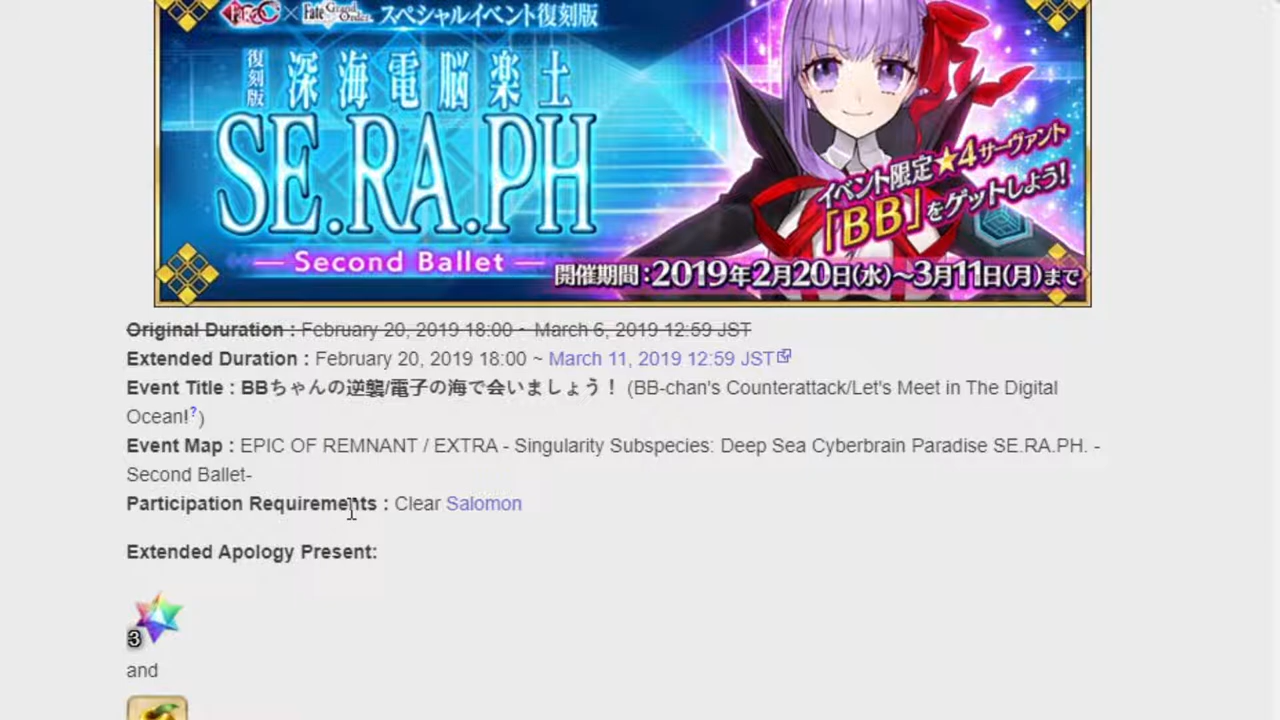 Fate EXTRA CCC × Fate/Grand Order スペシャルイベント復刻版
復刻版 深海電脳楽土
SE.RA.PH
— Second Ballet —
イベント限定★4サーヴァント
「BB」をゲットしよう!
開催期間:2019年2月20日(水)~3月11日(月)まで
Original Duration : February 20, 2019 18:00 ~ March 6, 2019 12:59 JST
Extended Duration : February 20, 2019 18:00 ~ March 11, 2019 12:59 JST
Event Title : BBちゃんの逆襲/電子の海で会いましょう！ (BB-chan's Counterattack/Let's Meet in The Digital
Ocean!?)
Event Map : EPIC OF REMNANT / EXTRA - Singularity Subspecies: Deep Sea Cyberbrain Paradise SE.RA.PH. -
Second Ballet-
Participation Requirements : Clear Salomon
Extended Apology Present:
3
and